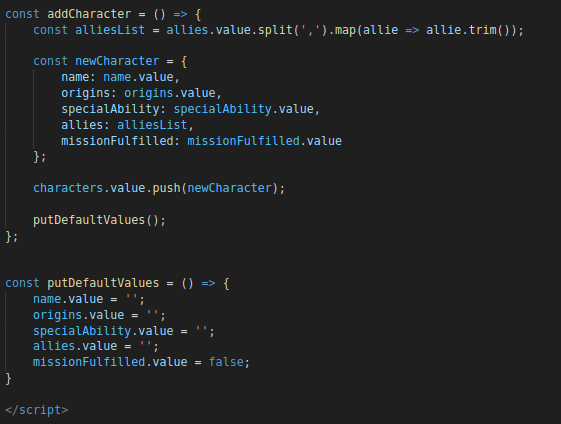 const addCharacter = () => {
    const alliesList = allies.value.split(',').map(allie => allie.trim());
    const newCharacter = {
        name: name.value,
        origins: origins.value,
        specialAbility: specialAbility.value,
        allies: alliesList,
        missionFulfilled: missionFulfilled.value
    };
    characters.value.push(newCharacter);
    putDefaultValues();
};
const putDefaultValues = () => {
    name.value = '';
    origins.value = '';
    specialAbility.value = '';
    allies.value = '';
    missionFulfilled.value = false;
}
</script>